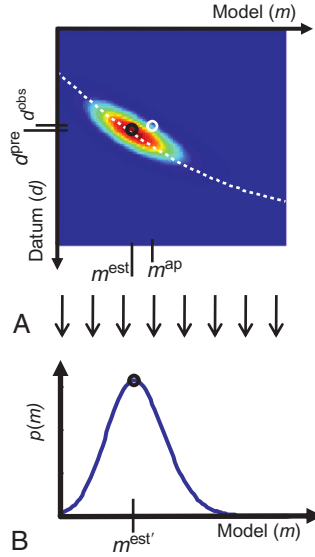 Model (m)
d^obs
d^pre
Datum (d)
m^est
m^ap
A
p(m)
B
m^est′
Model (m)